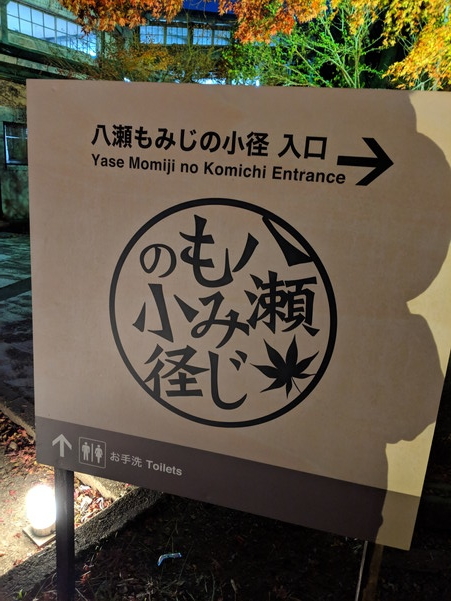 八瀬もみじの小径 入口
Yase Momiji no Komichi Entrance
八瀬
もみじ
の小径
お手洗 Toilets